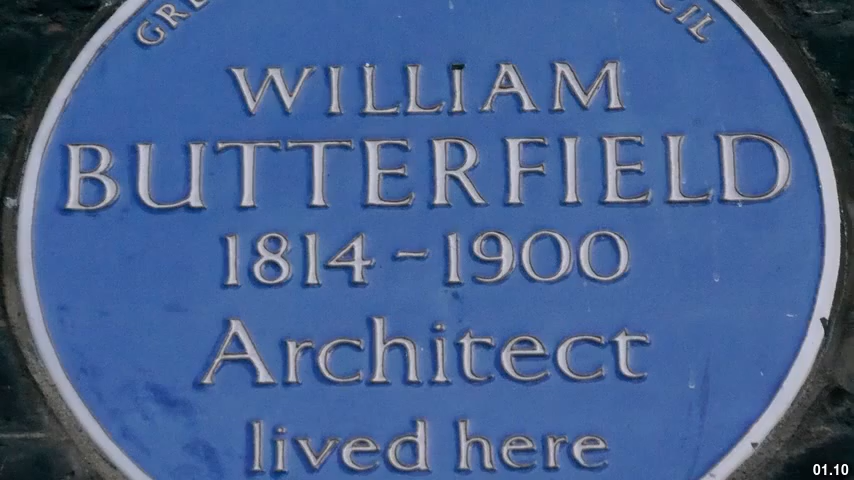 WILLIAM
BUTTERFIELD
1814-1900
Architect
lived here
01.10